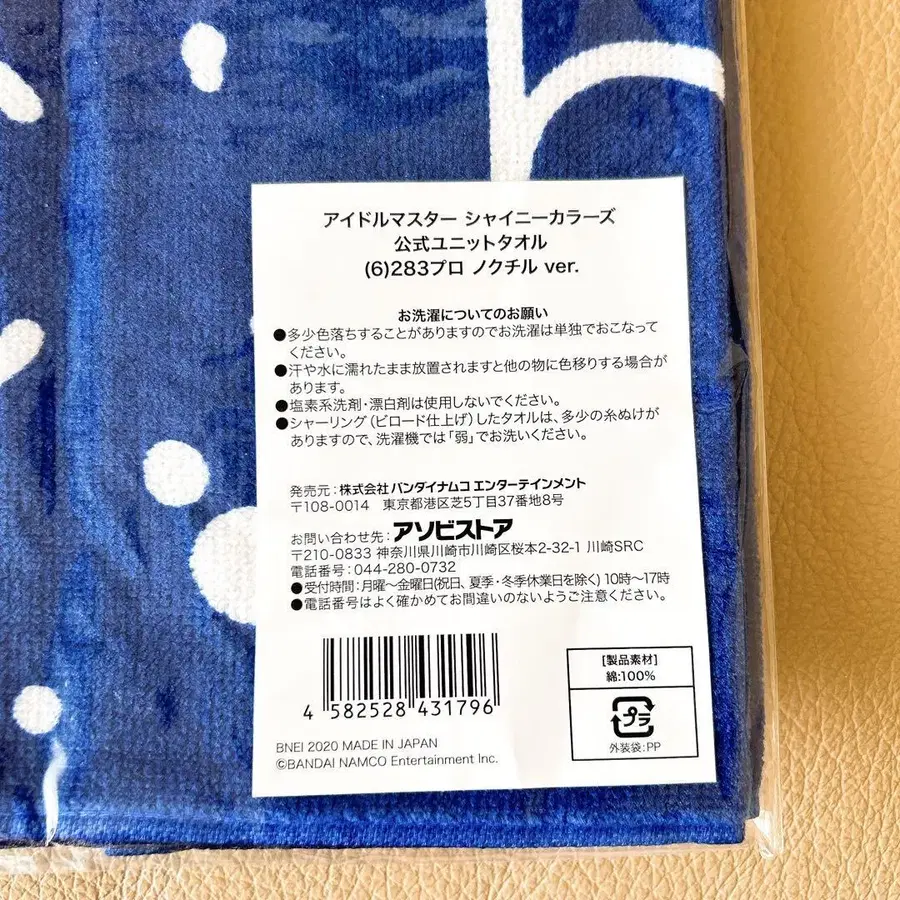 アイドルマスター シャイニーカラーズ
公式ユニットタオル
(6)283プロ ノクチル ver.
お洗濯についてのお願い
●多少色落ちすることがありますのでお洗濯は単独でおこなって
ください。
●汗や水に濡れたまま放置されますと他の物に色移りする場合が
あります。
●塩素系洗剤・漂白剤は使用しないでください。
●シャーリング(ビロード仕上げ)したタオルは、多少の糸ぬけが
ありますので、洗濯機では「弱」でお洗いください。
発売元:株式会社バンダイナムコ エンターテインメント
〒108-0014 東京都港区芝5丁目37番地8号
お問い合わせ先:アソビストア
〒210-0833 神奈川県川崎市川崎区桜本2-32-1 川崎SRC
電話番号:044-280-0732
●受付時間:月曜〜金曜日(祝日、夏季・冬季休業日を除く) 10時〜17時
●電話番号はよく確かめてお間違いのないようご注意ください。
4 582528 431796
BNEI 2020 MADE IN JAPAN
©BANDAI NAMCO Entertainment Inc.
[製品素材]
綿:100%
プラ
外装袋:PP